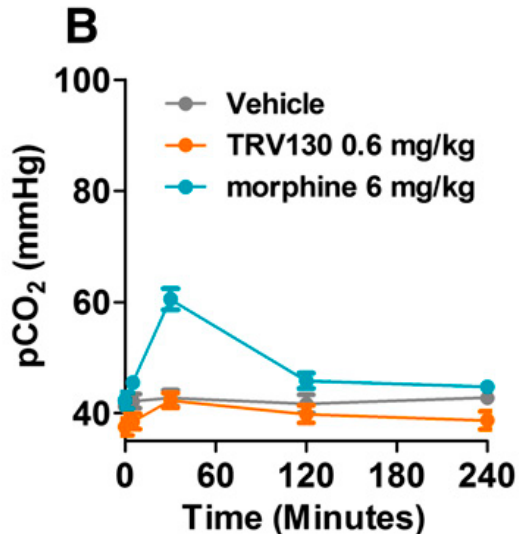 B
100
80
60
40
pCO₂ (mmHg)
Vehicle
TRV130 0.6 mg/kg
morphine 6 mg/kg
0 60 120 180 240
Time (Minutes)